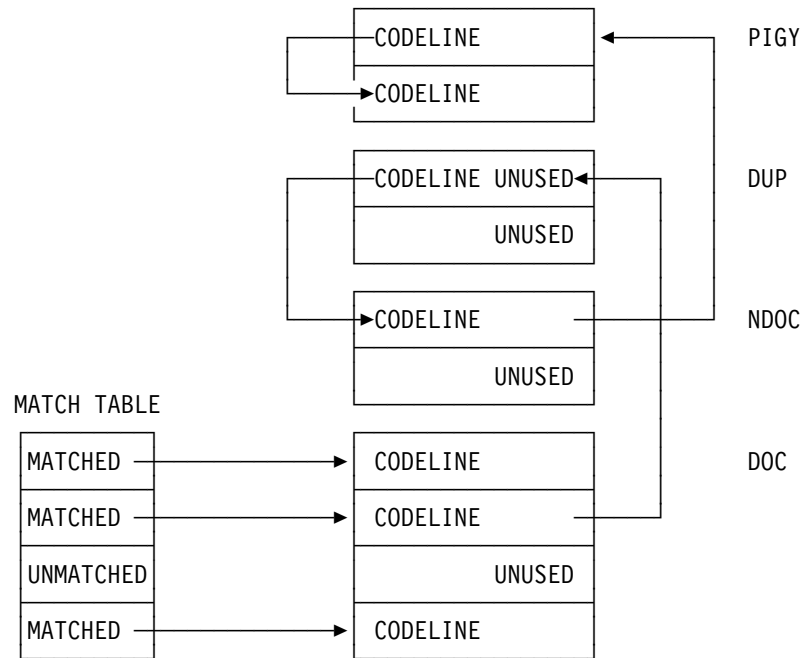 CODELINE PIGY
CODELINE
CODELINE UNUSED DUP
UNUSED
CODELINE NDOC
UNUSED
MATCH TABLE
MATCHED CODELINE DOC
MATCHED CODELINE
UNMATCHED UNUSED
MATCHED CODELINE